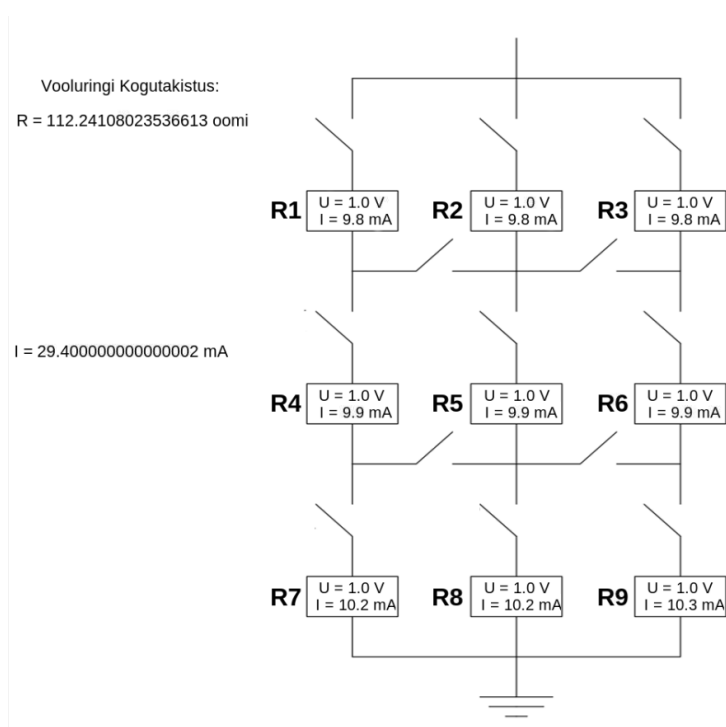 Vooluringi Kogutakistus:
R = 112.24108023536613 oomi
R1
U = 1.0 V
I = 9.8 mA
R2
U = 1.0 V
I = 9.8 mA
R3
U = 1.0 V
I = 9.8 mA
I = 29.400000000000002 mA
R4
U = 1.0 V
I = 9.9 mA
R5
U = 1.0 V
I = 9.9 mA
R6
U = 1.0 V
I = 9.9 mA
R7
U = 1.0 V
I = 10.2 mA
R8
U = 1.0 V
I = 10.2 mA
R9
U = 1.0 V
I = 10.3 mA